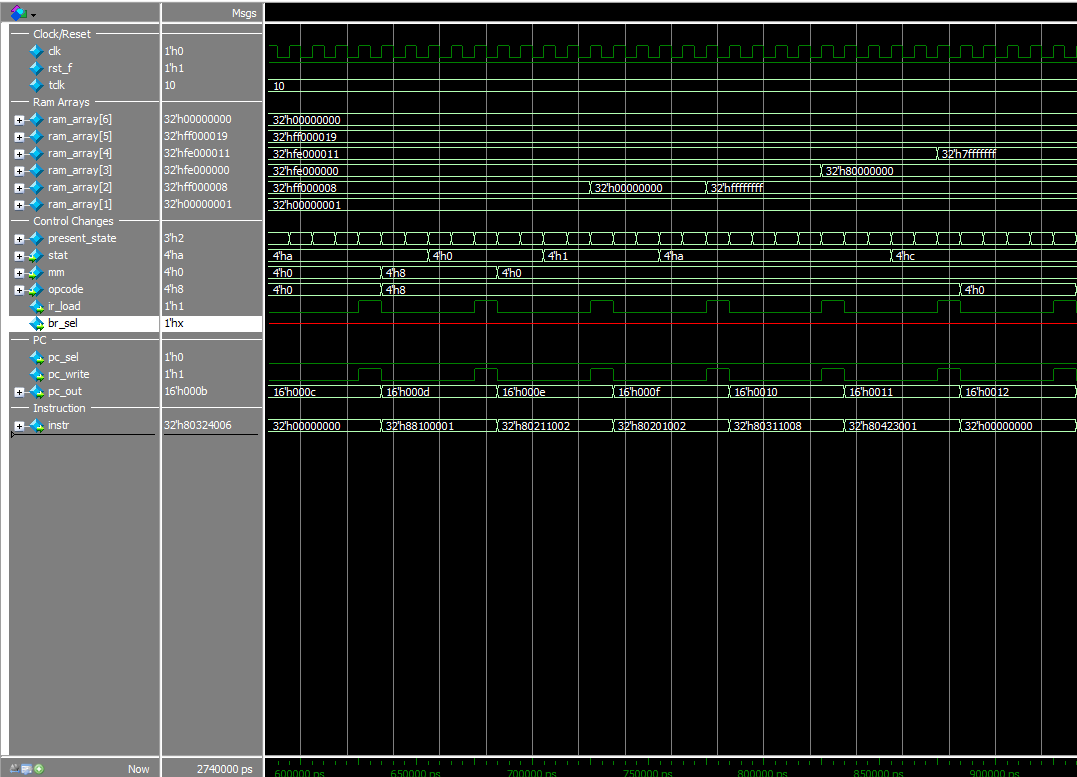 Msgs
Clock/Reset
clk 1'h0
rst_f 1'h1
tclk 10 10
Ram Arrays
ram_array[6] 32'h00000000 32'h00000000
ram_array[5] 32'hff000019 32'hff000019
ram_array[4] 32'hfe000011 32'hfe000011 32'h7fffffff
ram_array[3] 32'hfe000000 32'hfe000000 32'h80000000
ram_array[2] 32'hff000008 32'hff000008 32'h00000000 32'hffffffff
ram_array[1] 32'h00000001 32'h00000001
Control Changes
present_state 3'h2
stat 4'ha 4'ha 4'h0 4'h1 4'ha 4'hc
mm 4'h0 4'h0 4'h8 4'h0
opcode 4'h8 4'h0 4'h8 4'h0
ir_load 1'h1
br_sel 1'hx
PC
pc_sel 1'h0
pc_write 1'h1
pc_out 16'h000b 16'h000c 16'h000d 16'h000e 16'h000f 16'h0010 16'h0011 16'h0012
Instruction
instr 32'h80324006 32'h00000000 32'h88100001 32'h80211002 32'h80201002 32'h80311008 32'h80423001 32'h00000000
Now 2740000 ps 600000 ps 650000 ps 700000 ps 750000 ps 800000 ps 850000 ps 900000 ps